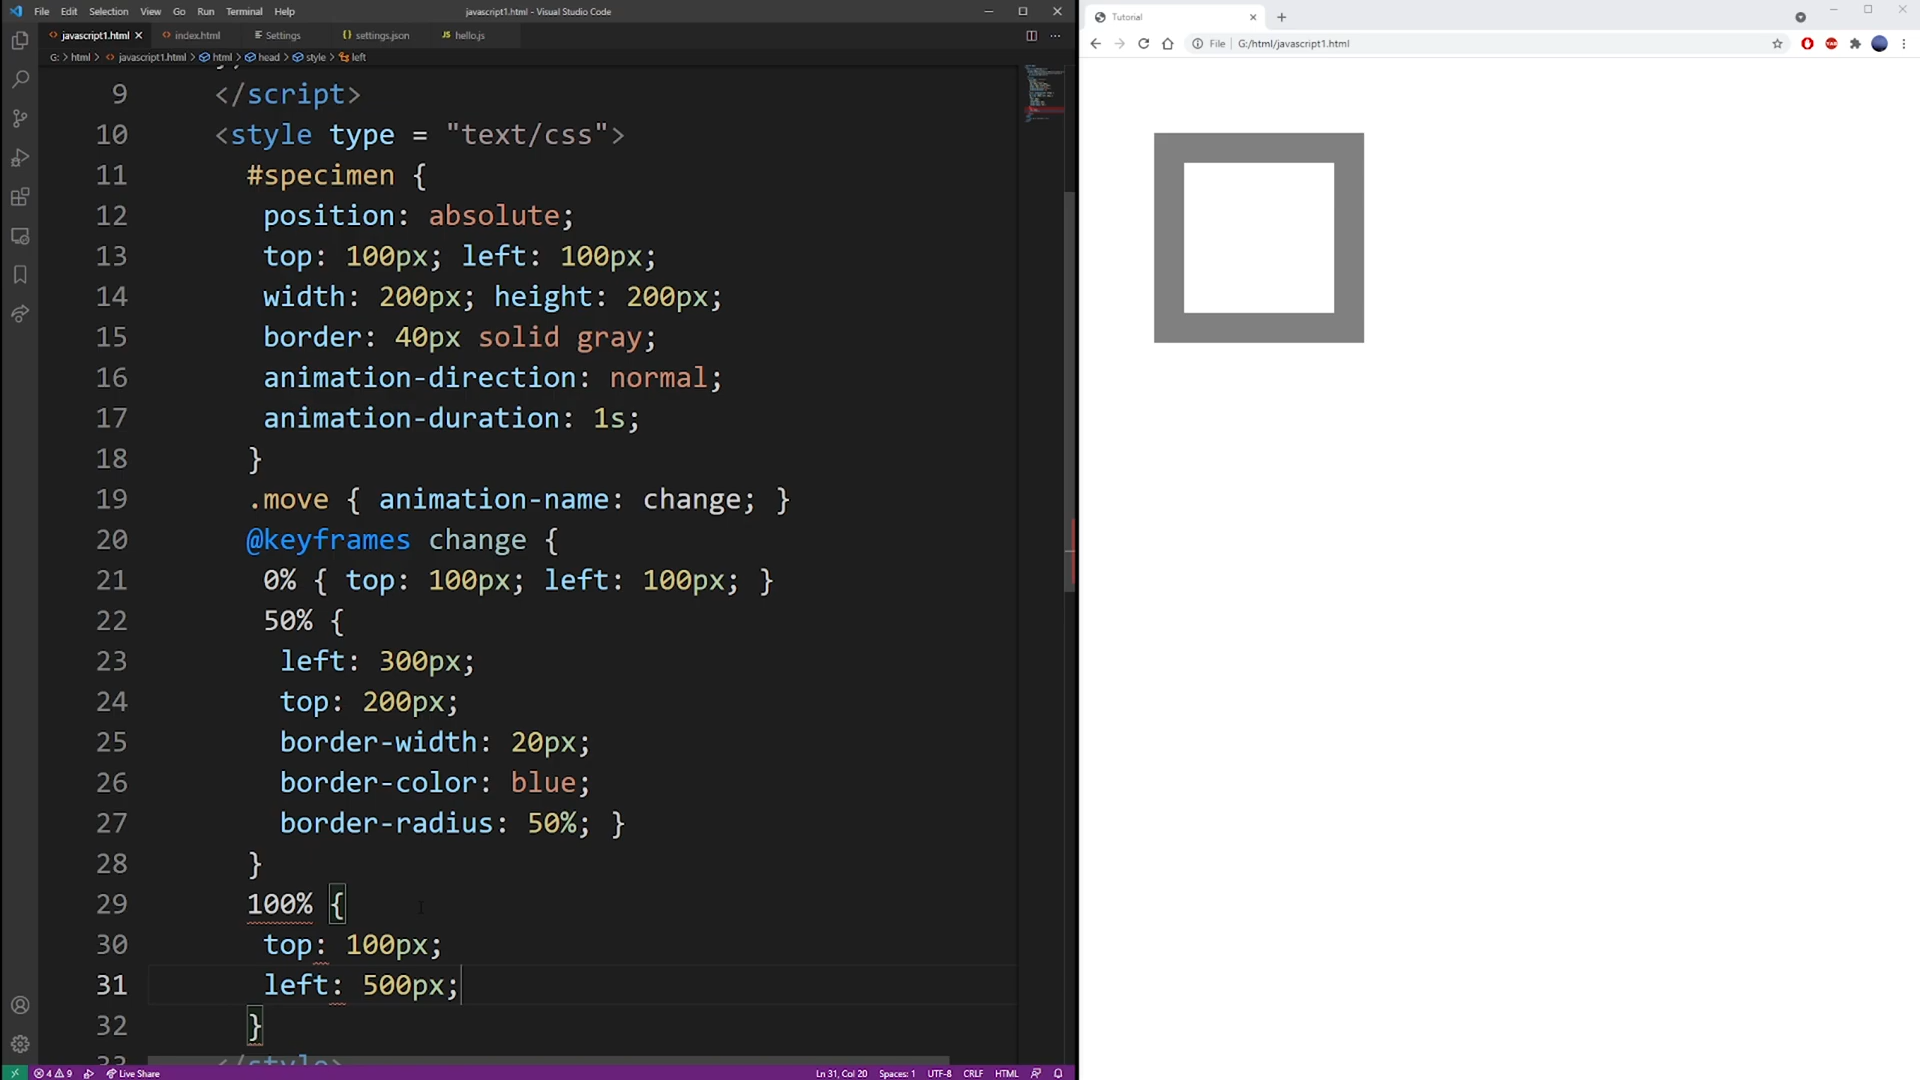 File Edit Selection View Go Run Terminal Help
javascript1.html - Visual Studio Code
javascript1.html index.html Settings settings.json hello.js
G: > html > javascript1.html > html > head > style > left
9 </script>
10 <style type = "text/css">
11 #specimen {
12 position: absolute;
13 top: 100px; left: 100px;
14 width: 200px; height: 200px;
15 border: 40px solid gray;
16 animation-direction: normal;
17 animation-duration: 1s;
18 }
19 .move { animation-name: change; }
20 @keyframes change {
21 0% { top: 100px; left: 100px; }
22 50% {
23 left: 300px;
24 top: 200px;
25 border-width: 20px;
26 border-color: blue;
27 border-radius: 50%; }
28 }
29 100% {
30 top: 100px;
31 left: 500px;
32 }
33 </style>
4 9 Live Share
Ln 31, Col 20 Spaces: 1 UTF-8 CRLF HTML
Tutorial
File G:/html/javascript1.html